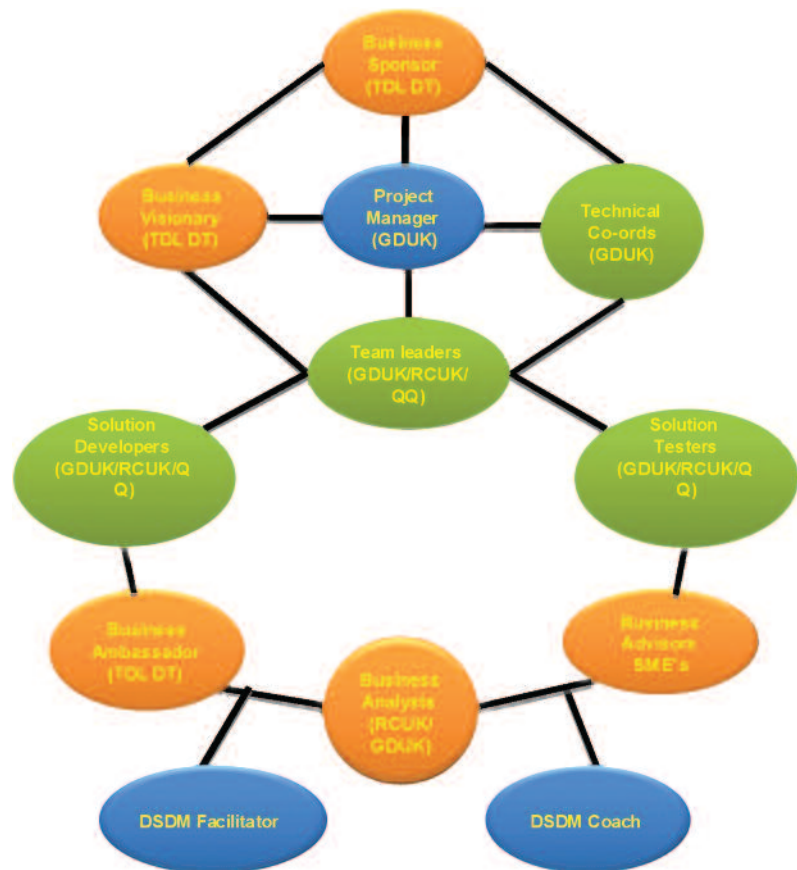 Business
Sponsor
(TDL DT)
Business
Visionary
(TDL DT)
Project
Manager
(GDUK)
Technical
Co-ords
(GDUK)
Team leaders
(GDUK/RCUK/
QQ)
Solution
Developers
(GDUK/RCUK/Q
Q)
Solution
Testers
(GDUK/RCUK/Q
Q)
Business
Ambassador
(TDL DT)
Business
Analysts
(RCUK/
GDUK)
Business
Advisors
SME's
DSDM Facilitator
DSDM Coach